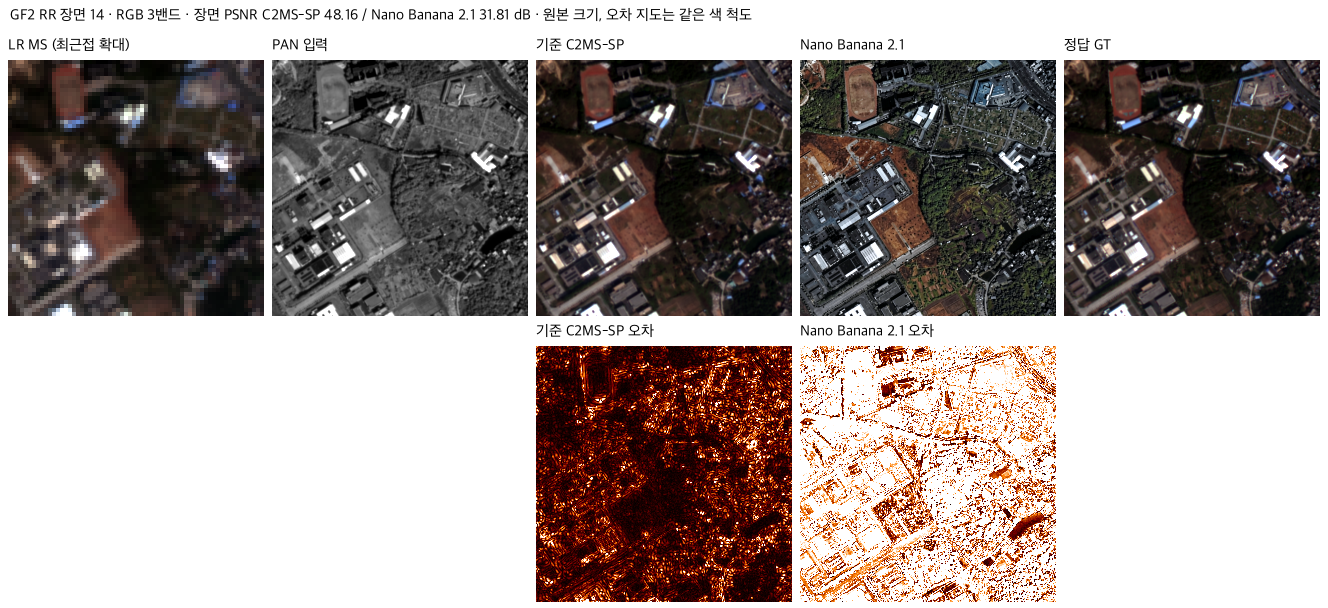 GF2 RR 장면 14 · RGB 3밴드 · 장면 PSNR C2MS-SP 48.16 / Nano Banana 2.1 31.81 dB · 원본 크기, 오차 지도는 같은 색 척도
LR MS (최근접 확대)
PAN 입력
기준 C2MS-SP
Nano Banana 2.1
정답 GT
기준 C2MS-SP 오차
Nano Banana 2.1 오차